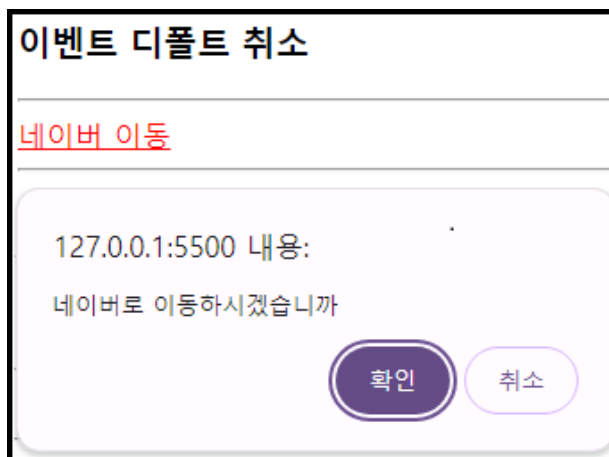 이벤트 디폴트 취소
네이버 이동
127.0.0.1:5500 내용:
네이버로 이동하시겠습니까
확인 취소